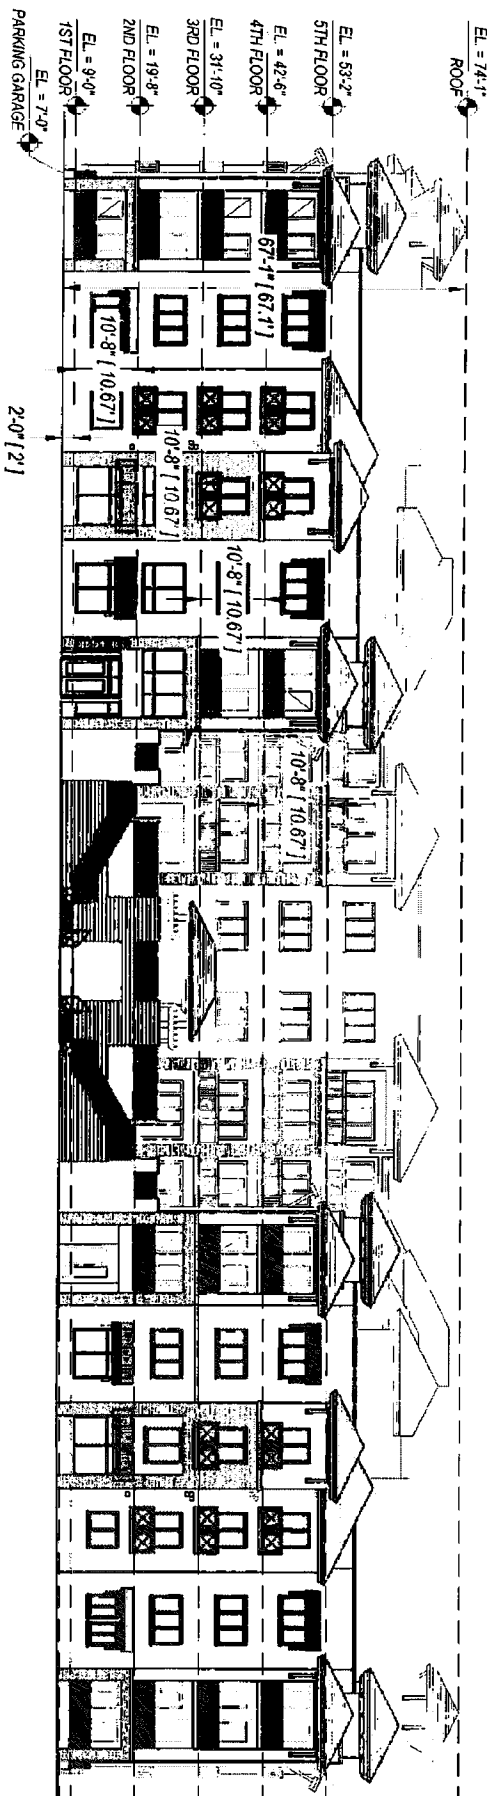 EL. = 74'-1"
ROOF
EL. = 53'-2"
5TH FLOOR
EL. = 42'-6"
4TH FLOOR
EL. = 31'-10"
3RD FLOOR
EL. = 19'-8"
2ND FLOOR
EL. = 9'-0"
1ST FLOOR
EL. = 7'-0"
PARKING GARAGE
67'-1" [ 67.1' ]
10'-8" [ 10.67' ]
2'-0" [ 2' ]
10'-8" [ 10.67' ]
10'-8" [ 10.67' ]
10'-8" [ 10.67' ]